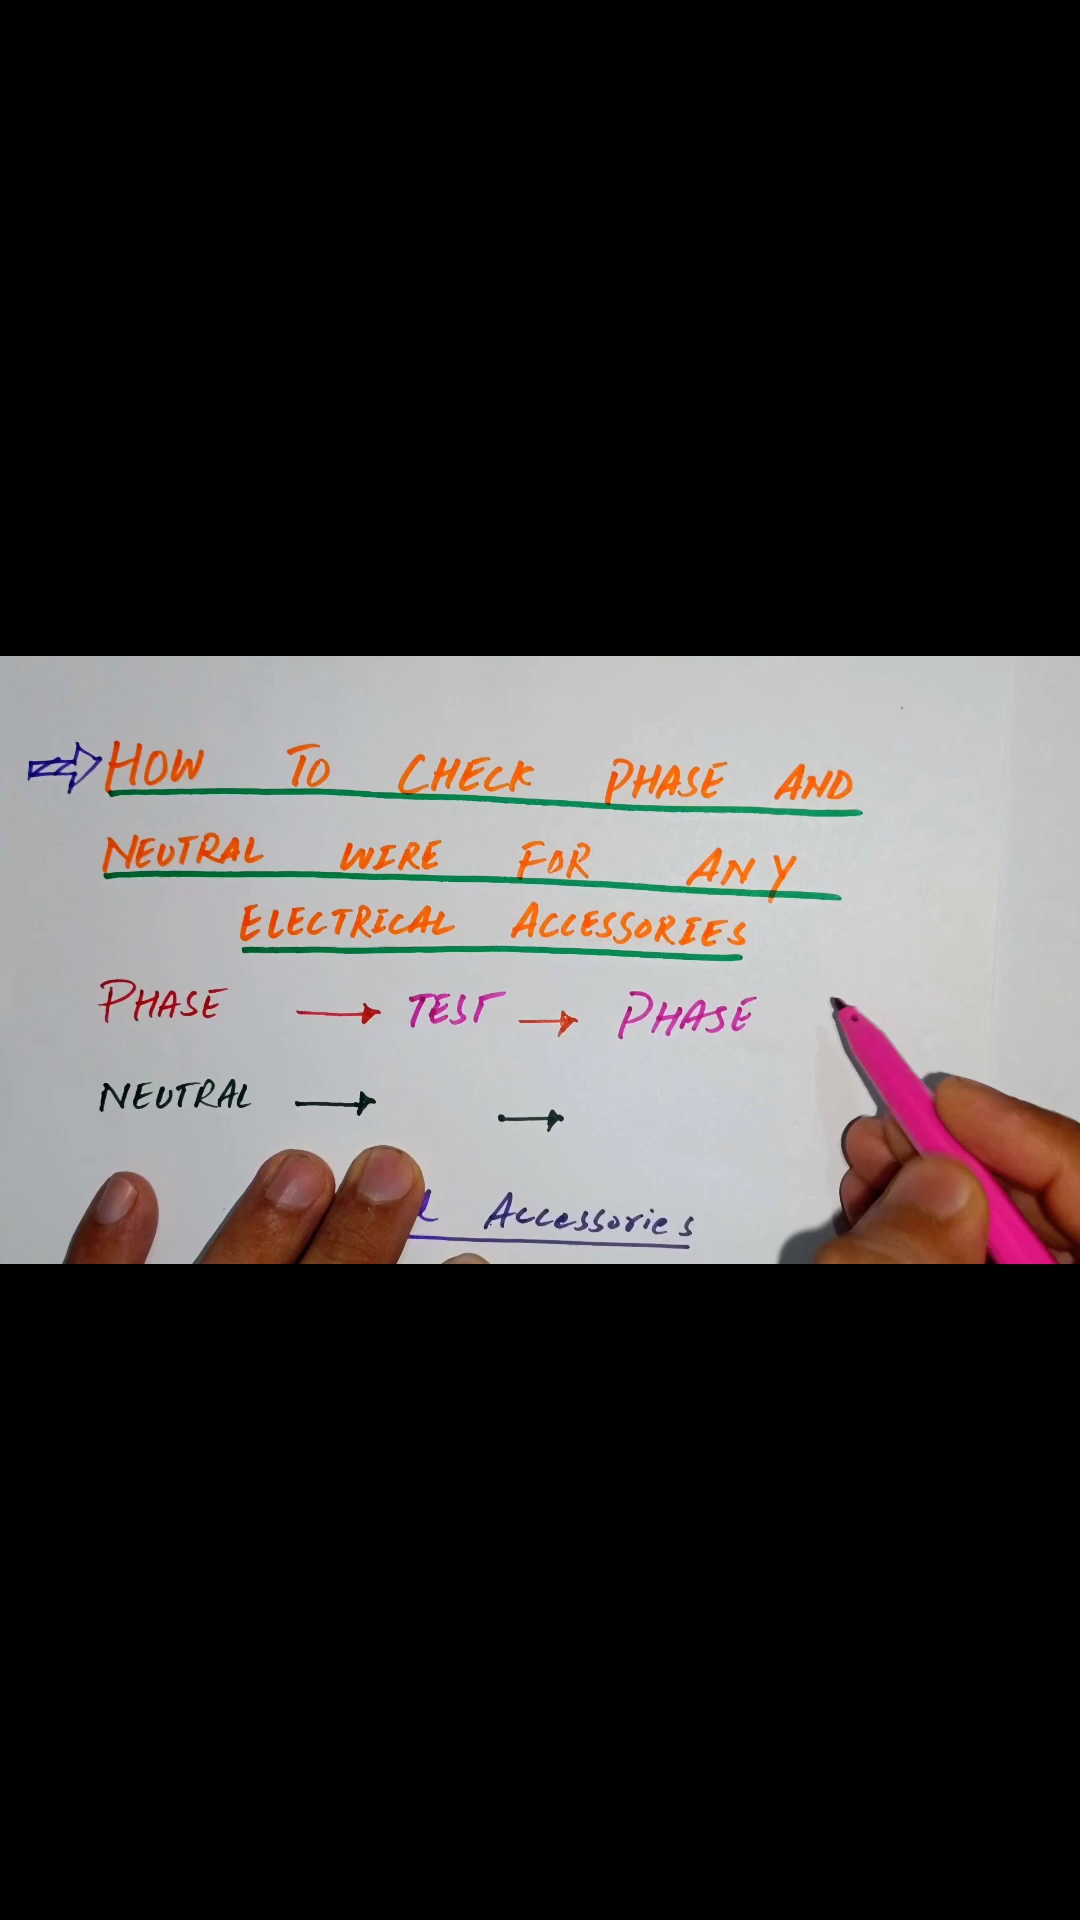 HOW TO CHECK PHASE AND
NEUTRAL WIRE FOR ANY
ELECTRICAL ACCESSORIES
PHASE → TEST → PHASE
NEUTRAL → →
Accessories